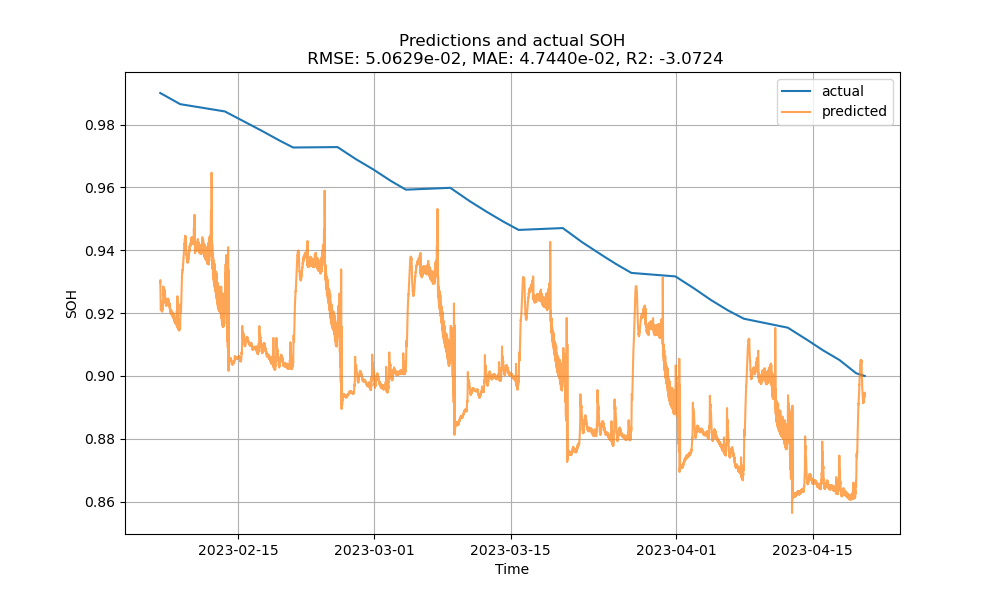 Predictions and actual SOH
RMSE: 5.0629e-02, MAE: 4.7440e-02, R2: -3.0724
actual
predicted
0.98
0.96
0.94
0.92
0.90
0.88
0.86
SOH
2023-02-15
2023-03-01
2023-03-15
2023-04-01
2023-04-15
Time